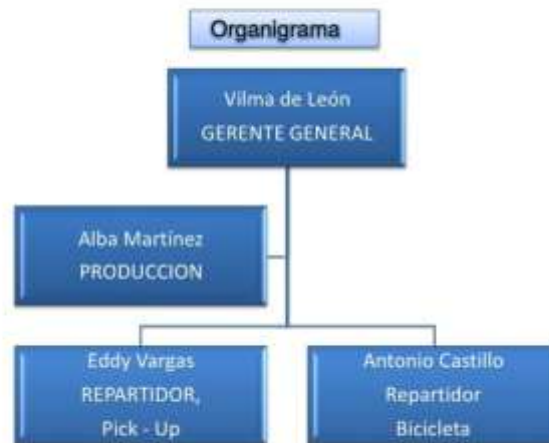 Organigrama
Vilma de León
GERENTE GENERAL
Alba Martínez
PRODUCCION
Eddy Vargas
REPARTIDOR,
Pick - Up
Antonio Castillo
Repartidor
Bicicleta